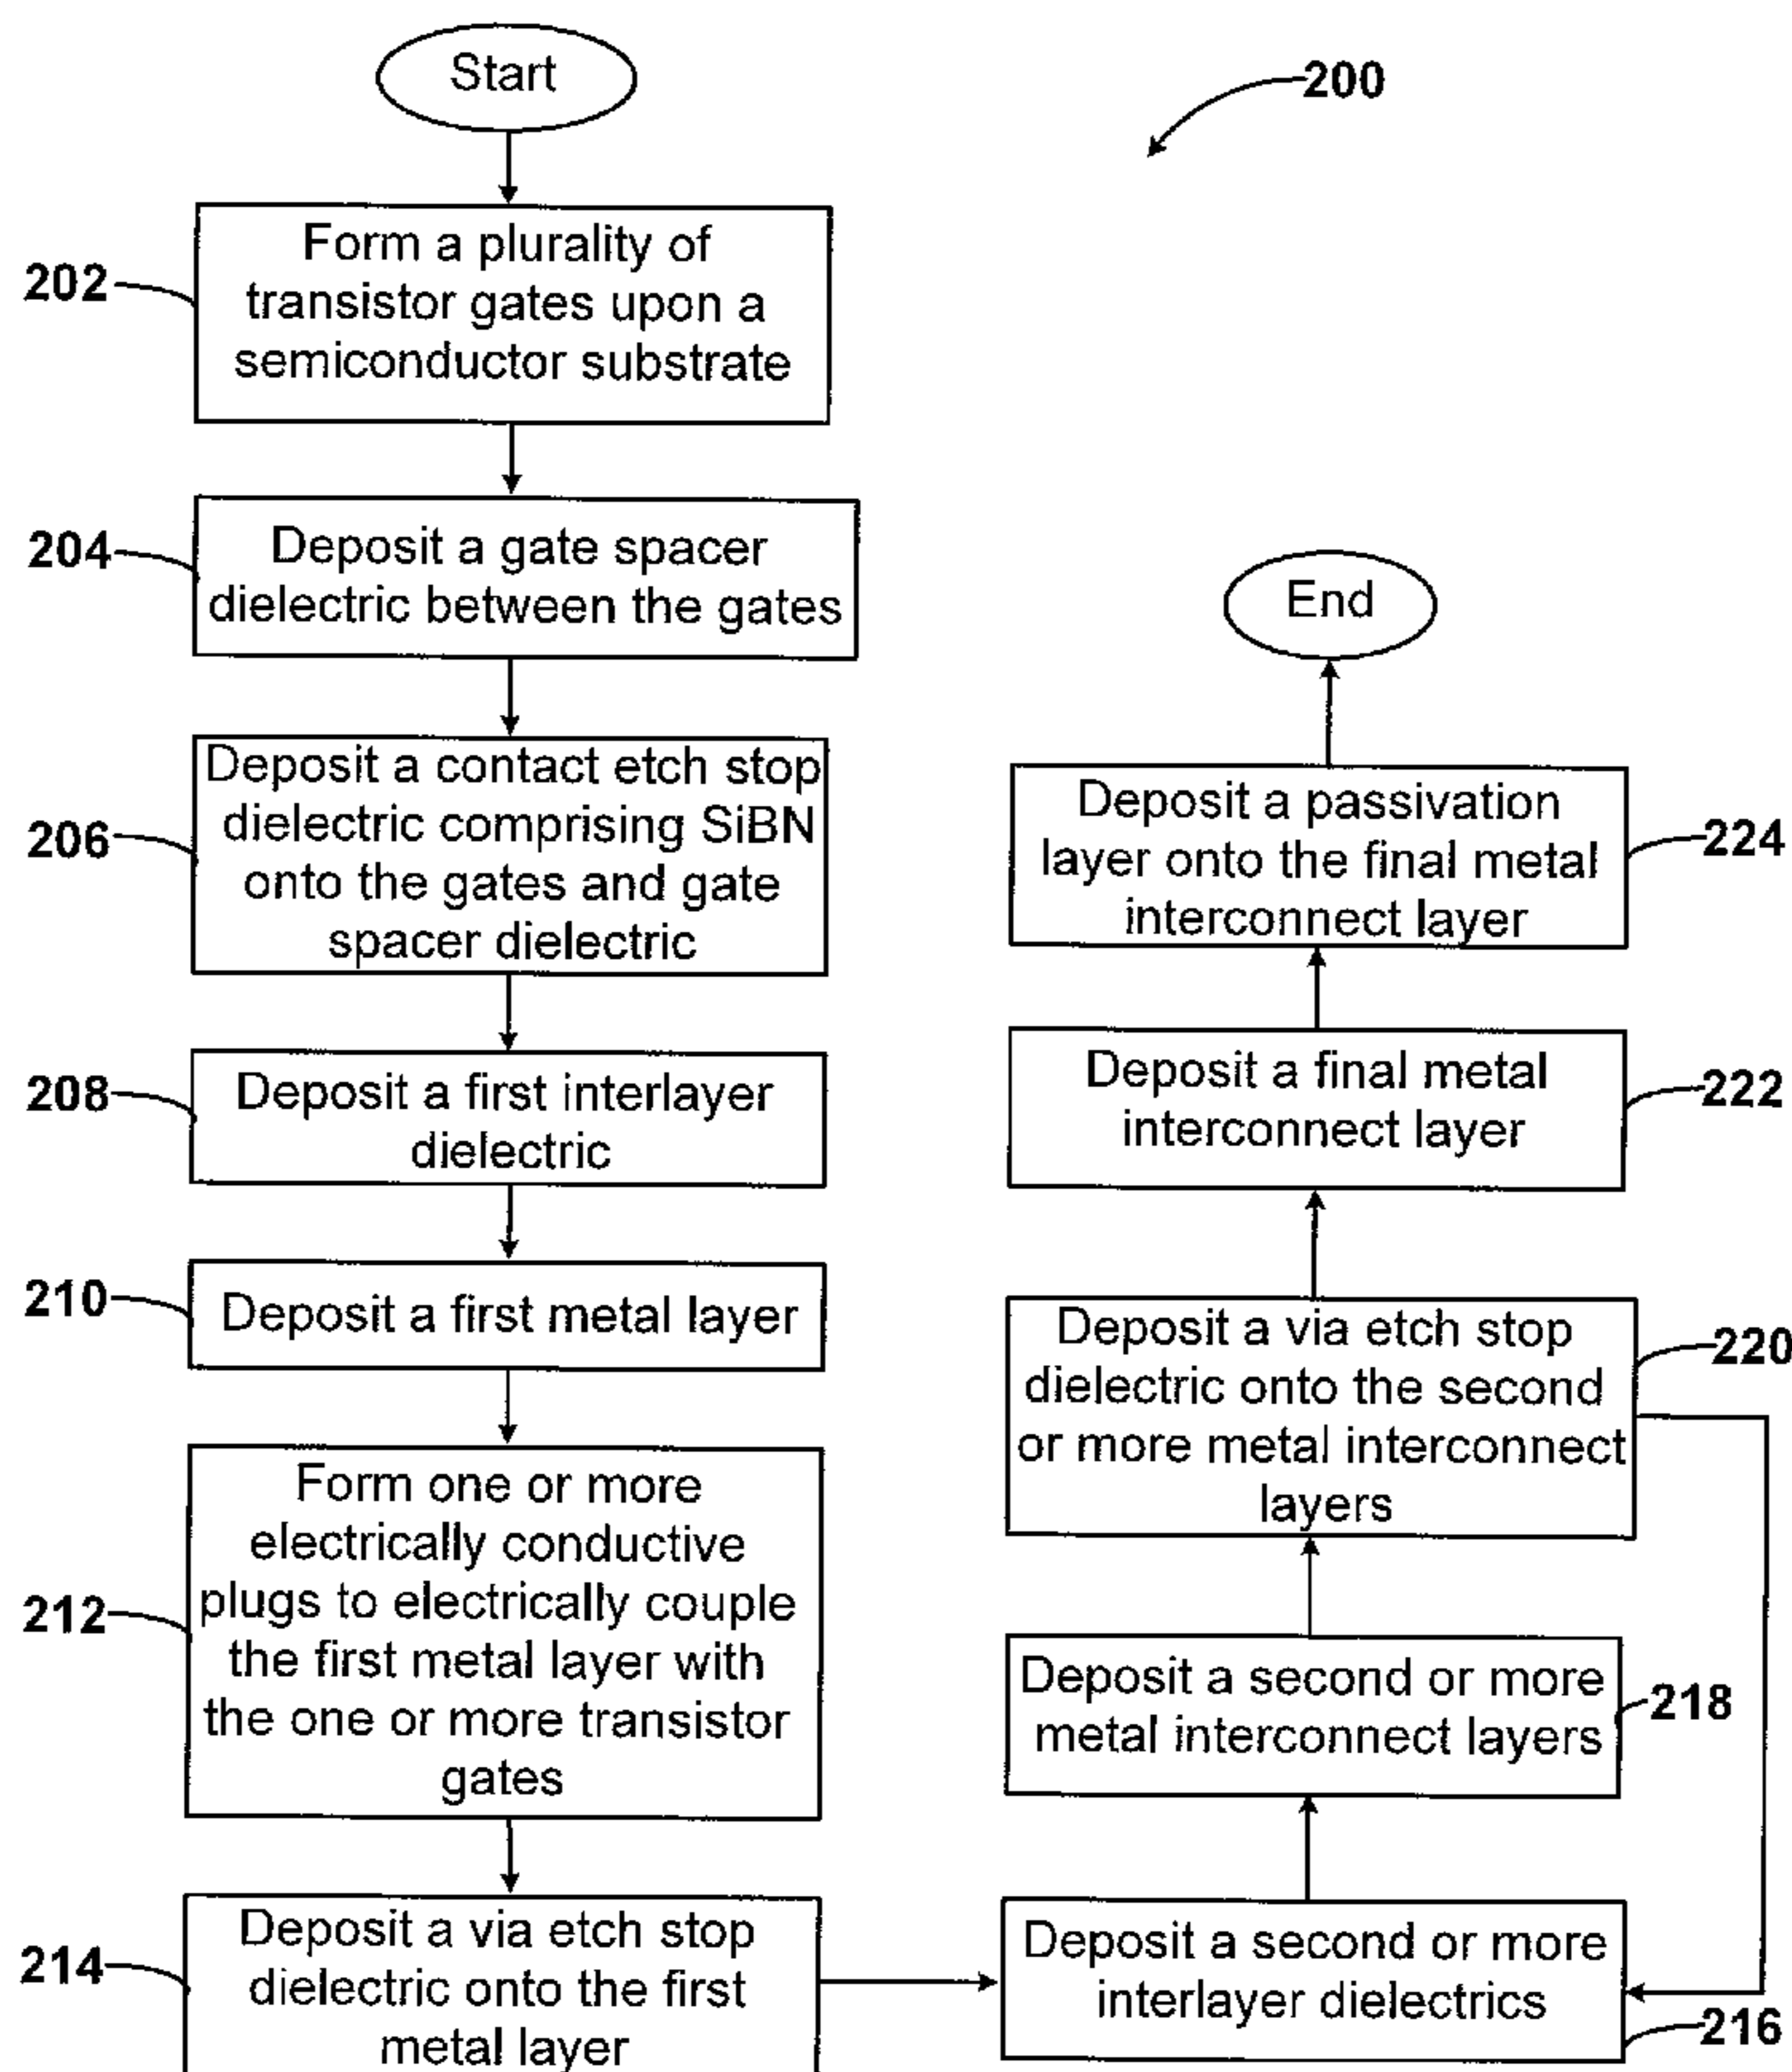 Start
200
202
Form a plurality of
transistor gates upon a
semiconductor substrate
204
Deposit a gate spacer
dielectric between the gates
206
Deposit a contact etch stop
dielectric comprising SiBN
onto the gates and gate
spacer dielectric
208
Deposit a first interlayer
dielectric
210
Deposit a first metal layer
212
Form one or more
electrically conductive
plugs to electrically couple
the first metal layer with
the one or more transistor
gates
214
Deposit a via etch stop
dielectric onto the first
metal layer
Deposit a second or more
interlayer dielectrics
216
Deposit a second or more
metal interconnect layers
218
Deposit a via etch stop
dielectric onto the second
or more metal interconnect
layers
220
Deposit a final metal
interconnect layer
222
Deposit a passivation
layer onto the final metal
interconnect layer
224
End